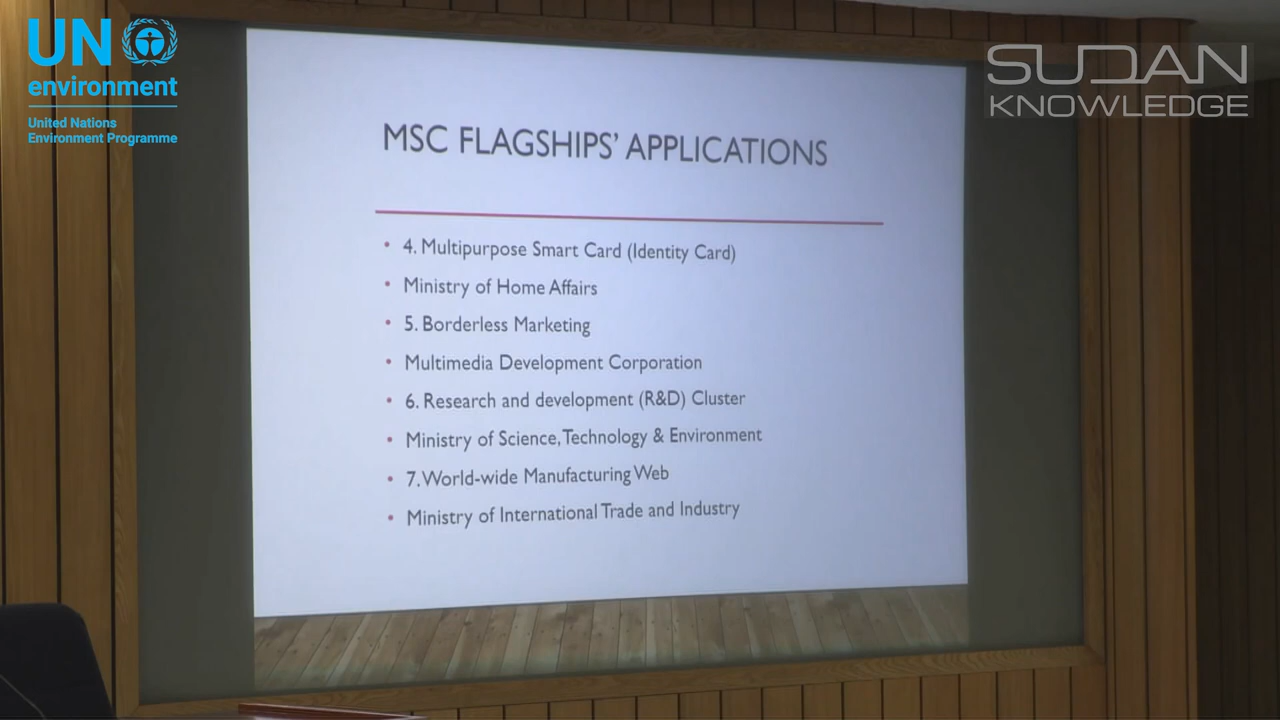 UN
environment
United Nations
Environment Programme
SUDAN
KNOWLEDGE
MSC FLAGSHIPS' APPLICATIONS
• 4. Multipurpose Smart Card (Identity Card)
• Ministry of Home Affairs
• 5. Borderless Marketing
• Multimedia Development Corporation
• 6. Research and development (R&D) Cluster
• Ministry of Science, Technology & Environment
• 7. World-wide Manufacturing Web
• Ministry of International Trade and Industry